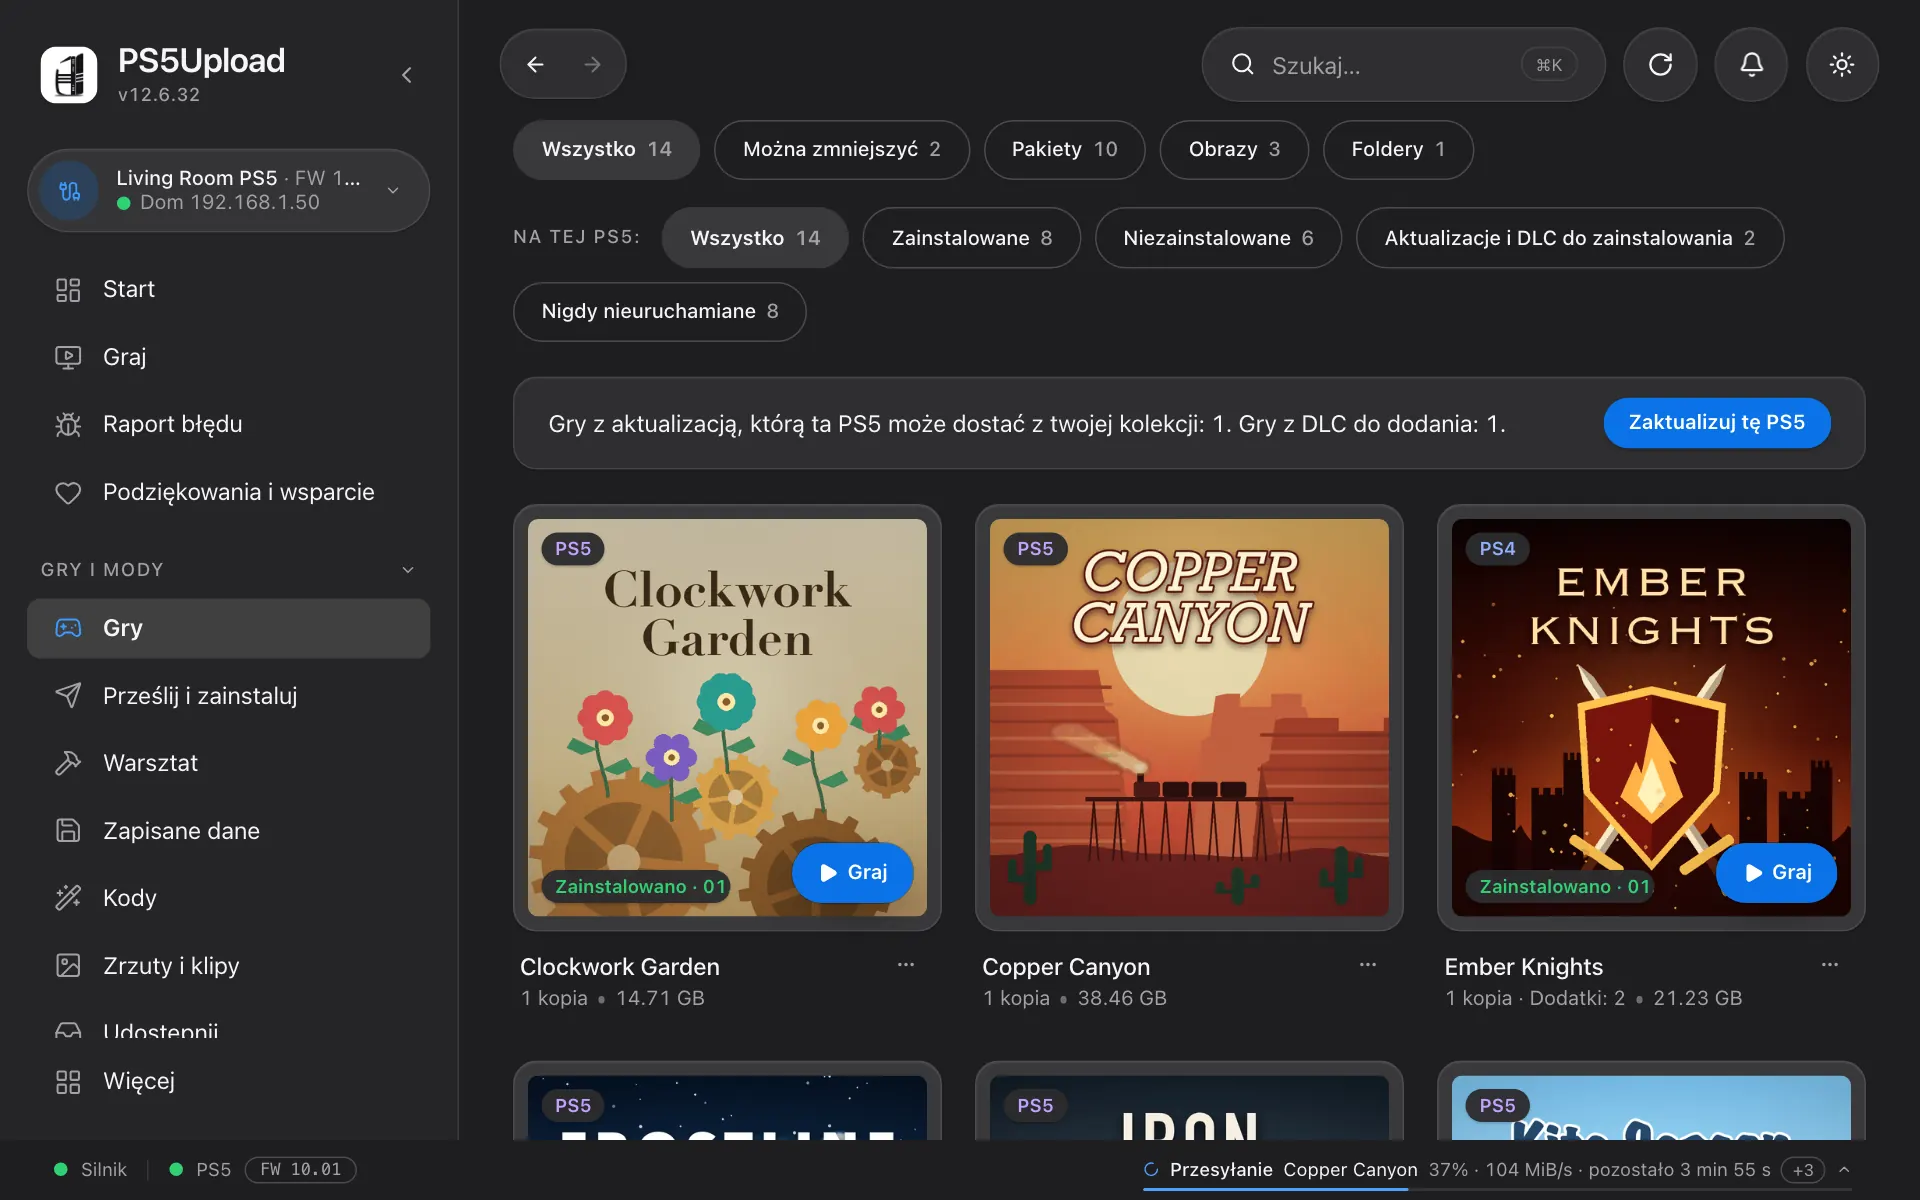 PS5Upload
v12.6.32
Living Room PS5 · FW 1...
Dom 192.168.1.50
Start
Graj
Raport błędu
Podziękowania i wsparcie
GRY I MODY
Gry
Prześlij i zainstaluj
Warsztat
Zapisane dane
Kody
Zrzuty i klipy
Udostępnij
Więcej
Szukaj...
⌘K
Wszystko 14
Można zmniejszyć 2
Pakiety 10
Obrazy 3
Foldery 1
NA TEJ PS5:
Wszystko 14
Zainstalowane 8
Niezainstalowane 6
Aktualizacje i DLC do zainstalowania 2
Nigdy nieuruchamiane 8
Gry z aktualizacją, którą ta PS5 może dostać z twojej kolekcji: 1. Gry z DLC do dodania: 1.
Zaktualizuj tę PS5
PS5
Clockwork
Garden
Zainstalowano · 01
Graj
Clockwork Garden
...
1 kopia • 14.71 GB
PS5
COPPER
CANYON
Copper Canyon
...
1 kopia • 38.46 GB
PS4
EMBER
KNIGHTS
Zainstalowano · 01
Graj
Ember Knights
...
1 kopia · Dodatki: 2 • 21.23 GB
PS5
PS5
IRON
PS5
Silnik
PS5
FW 10.01
Przesyłanie Copper Canyon 37% · 104 MiB/s · pozostało 3 min 55 s
+3